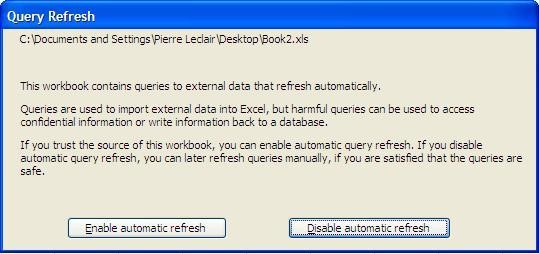 Query Refresh
C:\Documents and Settings\Pierre Leclair\Desktop\Book2.xls
This workbook contains queries to external data that refresh automatically.
Queries are used to import external data into Excel, but harmful queries can be used to access
confidential information or write information back to a database.
If you trust the source of this workbook, you can enable automatic query refresh. If you disable
automatic query refresh, you can later refresh queries manually, if you are satisfied that the queries are
safe.
Enable automatic refresh Disable automatic refresh